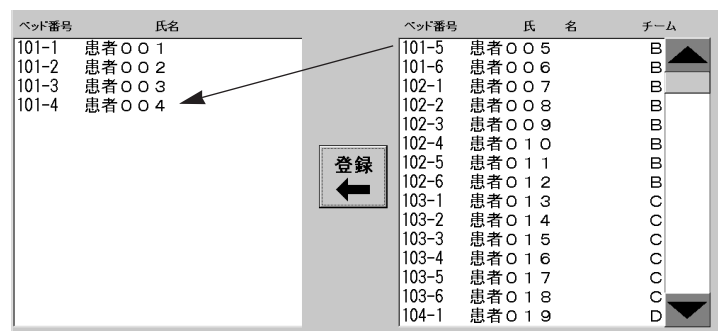 ベッド番号 氏名
101-1 患者００１
101-2 患者００２
101-3 患者００３
101-4 患者００４
登録
ベッド番号 氏 名 チーム
101-5 患者００５ B
101-6 患者００６ B
102-1 患者００７ B
102-2 患者００８ B
102-3 患者００９ B
102-4 患者０１０ B
102-5 患者０１１ B
102-6 患者０１２ B
103-1 患者０１３ C
103-2 患者０１４ C
103-3 患者０１５ C
103-4 患者０１６ C
103-5 患者０１７ C
103-6 患者０１８ C
104-1 患者０１９ D